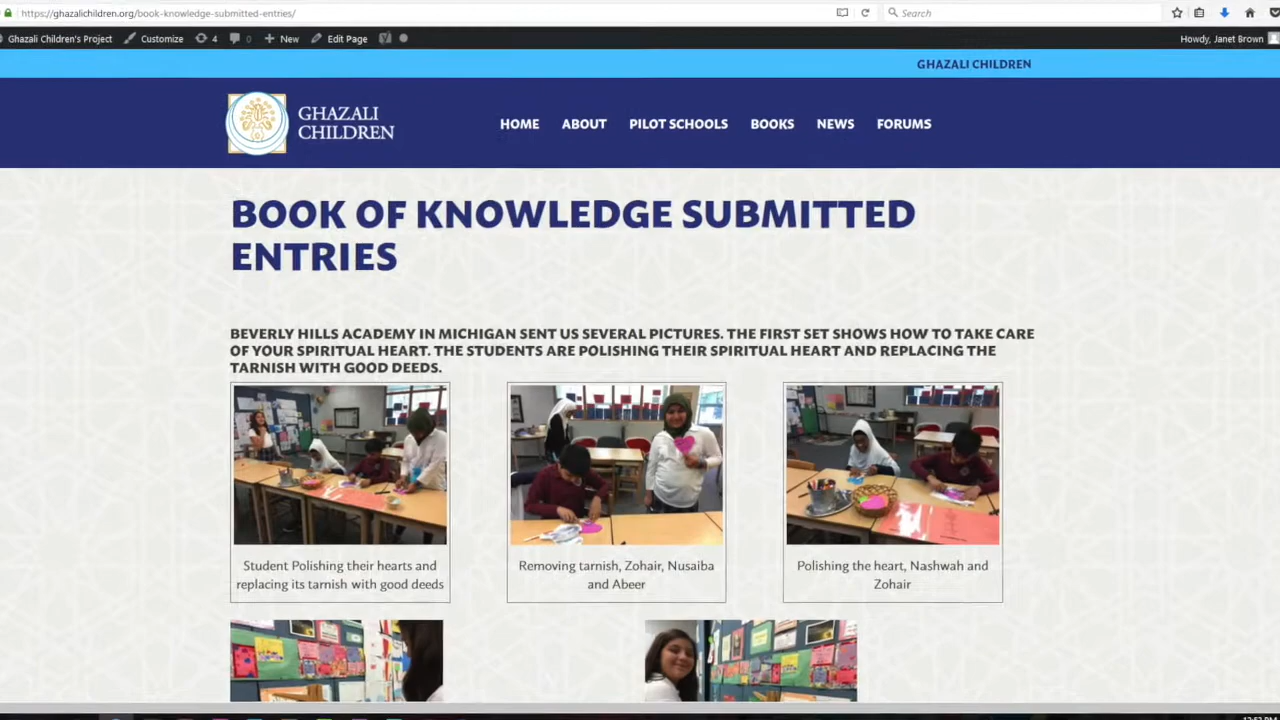 https://ghazalichildren.org/book-knowledge-submitted-entries/
Search
Ghazali Children's Project
Customize
4
0
New
Edit Page
Howdy, Janet Brown
GHAZALI CHILDREN
GHAZALI
CHILDREN
HOME ABOUT PILOT SCHOOLS BOOKS NEWS FORUMS
BOOK OF KNOWLEDGE SUBMITTED
ENTRIES
BEVERLY HILLS ACADEMY IN MICHIGAN SENT US SEVERAL PICTURES. THE FIRST SET SHOWS HOW TO TAKE CARE
OF YOUR SPIRITUAL HEART. THE STUDENTS ARE POLISHING THEIR SPIRITUAL HEART AND REPLACING THE
TARNISH WITH GOOD DEEDS.
Student Polishing their hearts and
replacing its tarnish with good deeds
Removing tarnish, Zohair, Nusaiba
and Abeer
Polishing the heart, Nashwah and
Zohair